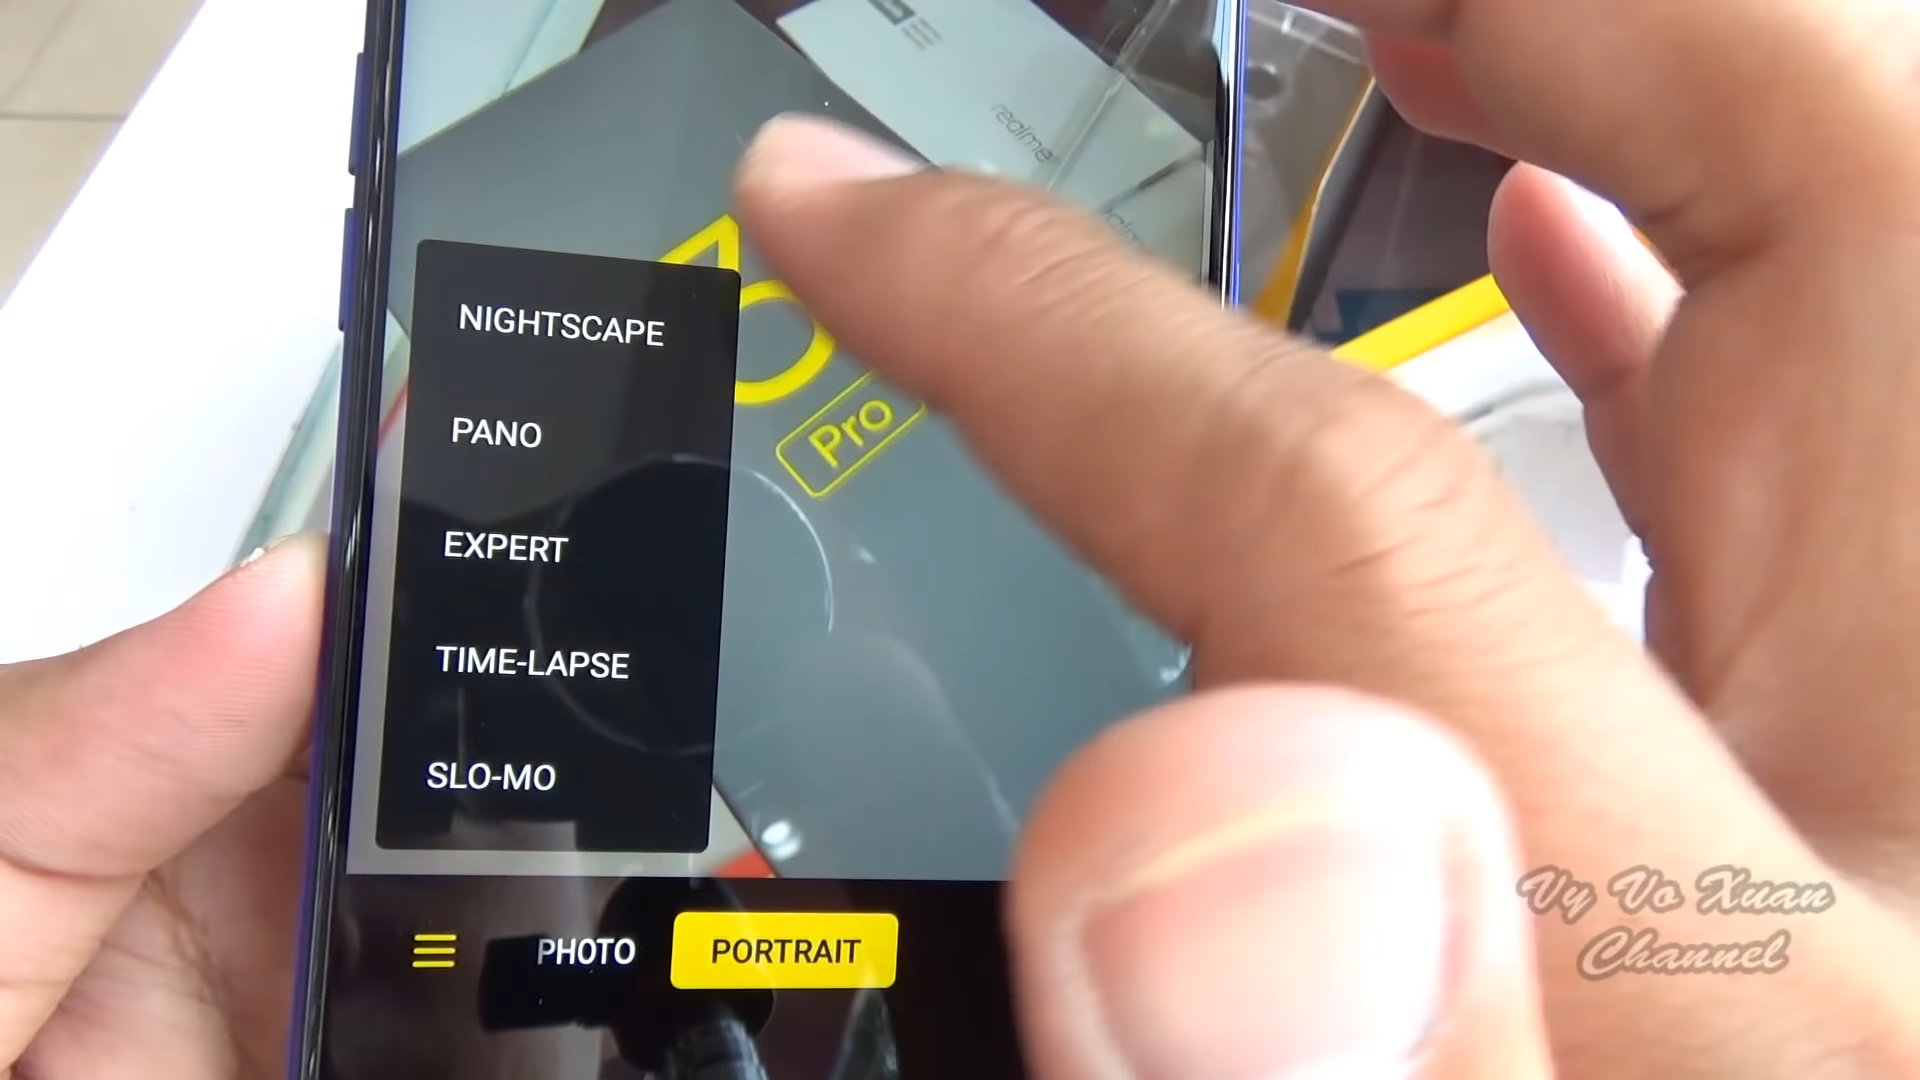 realme
NIGHTSCAPE
PANO
Pro
EXPERT
TIME-LAPSE
SLO-MO
PHOTO
PORTRAIT
Vy Vo Xuan
Channel